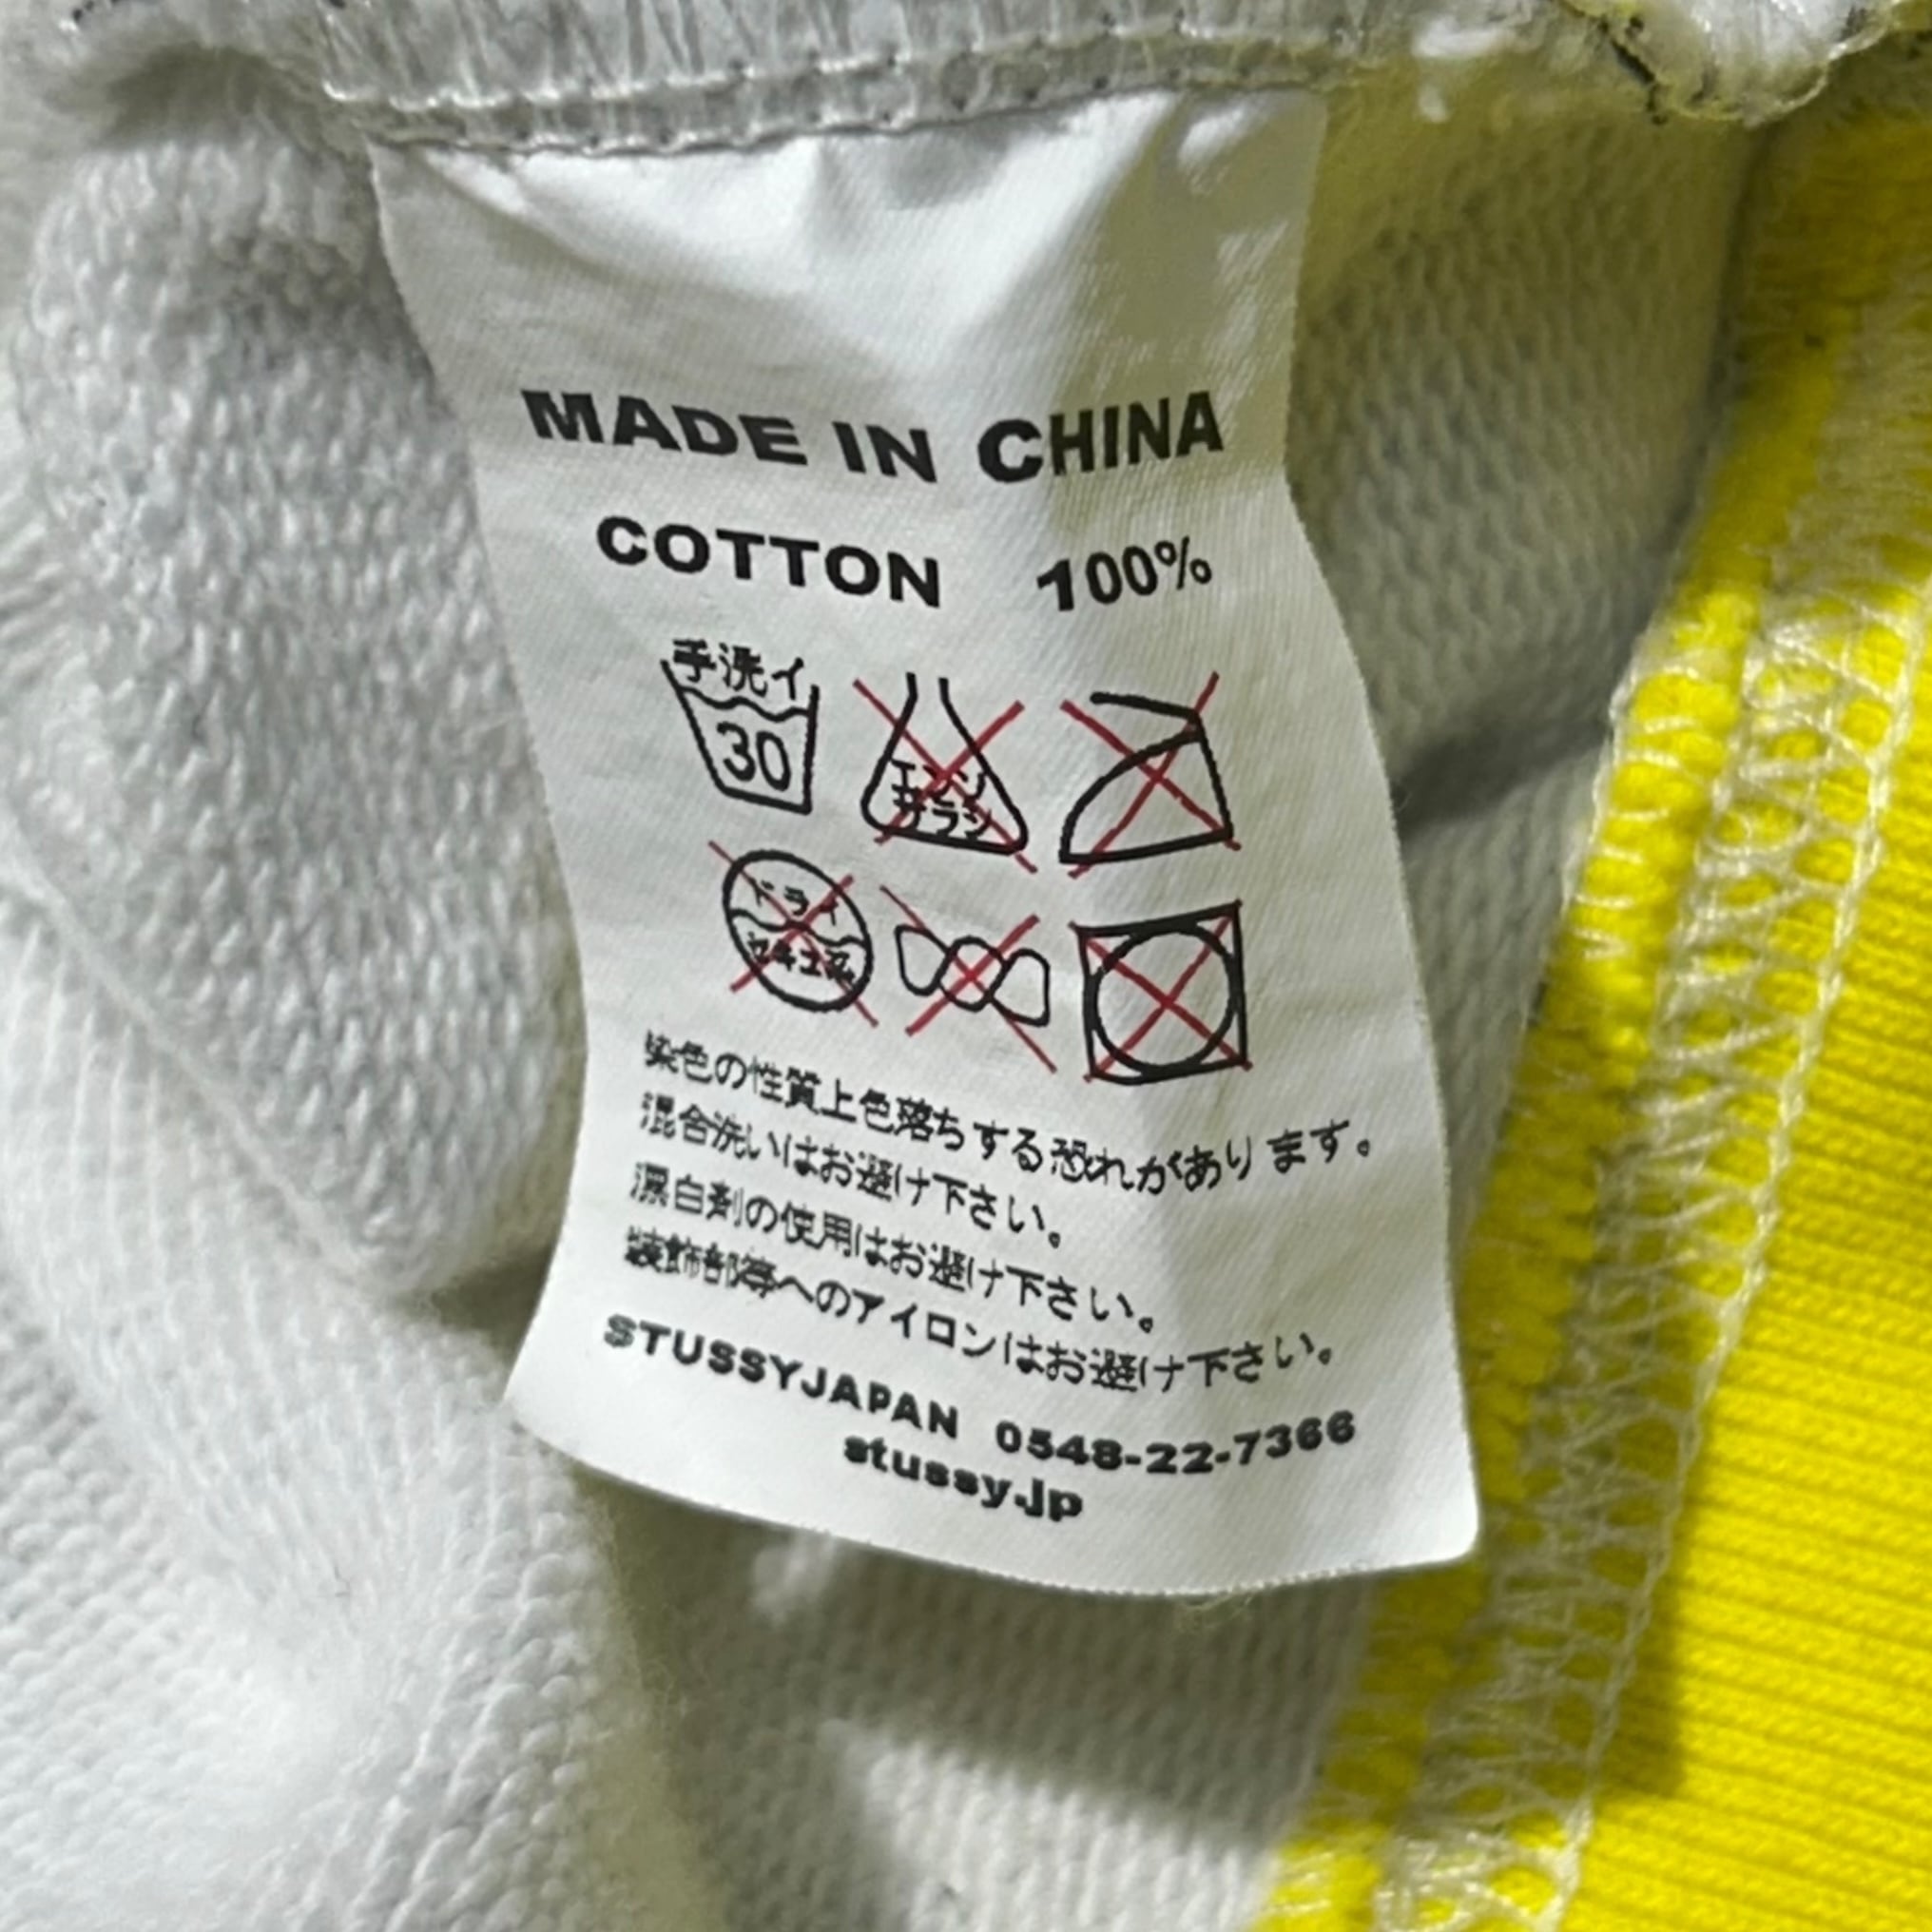 MADE IN CHINA
COTTON 100%
手洗イ
30
エンソ
サラシ
ドライ
セキユ系
染色の性質上色落ちする恐れがあります。
混合洗いはお避け下さい。
漂白剤の使用はお避け下さい。
装飾部等へのアイロンはお避け下さい。
STUSSYJAPAN 0548-22-7366
stussy.jp